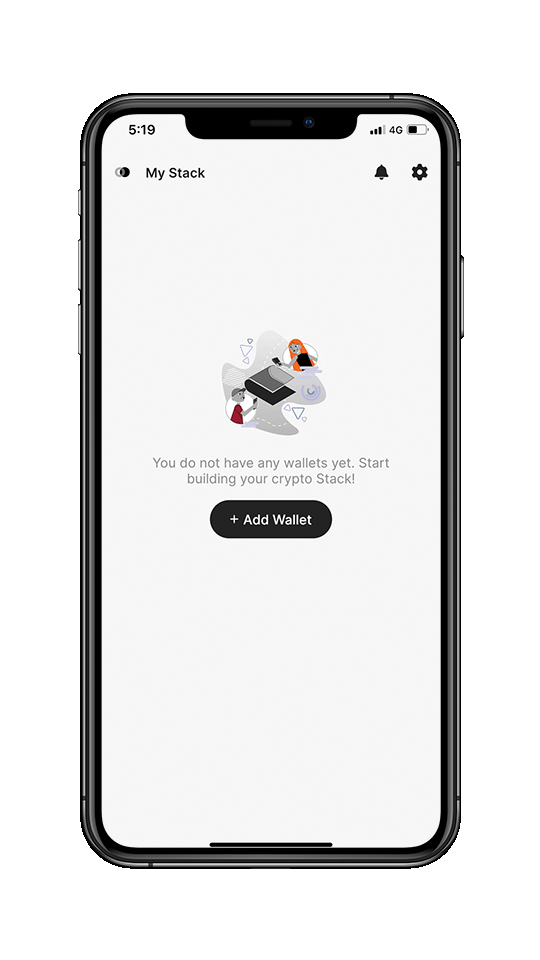 5:19 4G
My Stack
You do not have any wallets yet. Start
building your crypto Stack!
+ Add Wallet